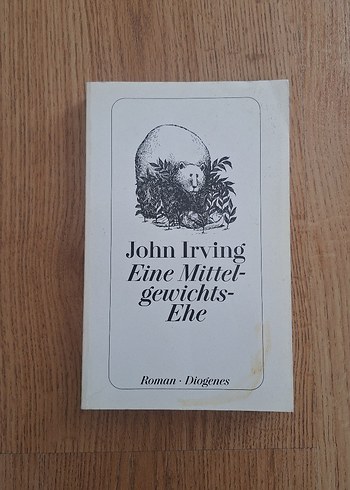 John Irving
Eine Mittel-
gewichts-
Ehe
Roman · Diogenes